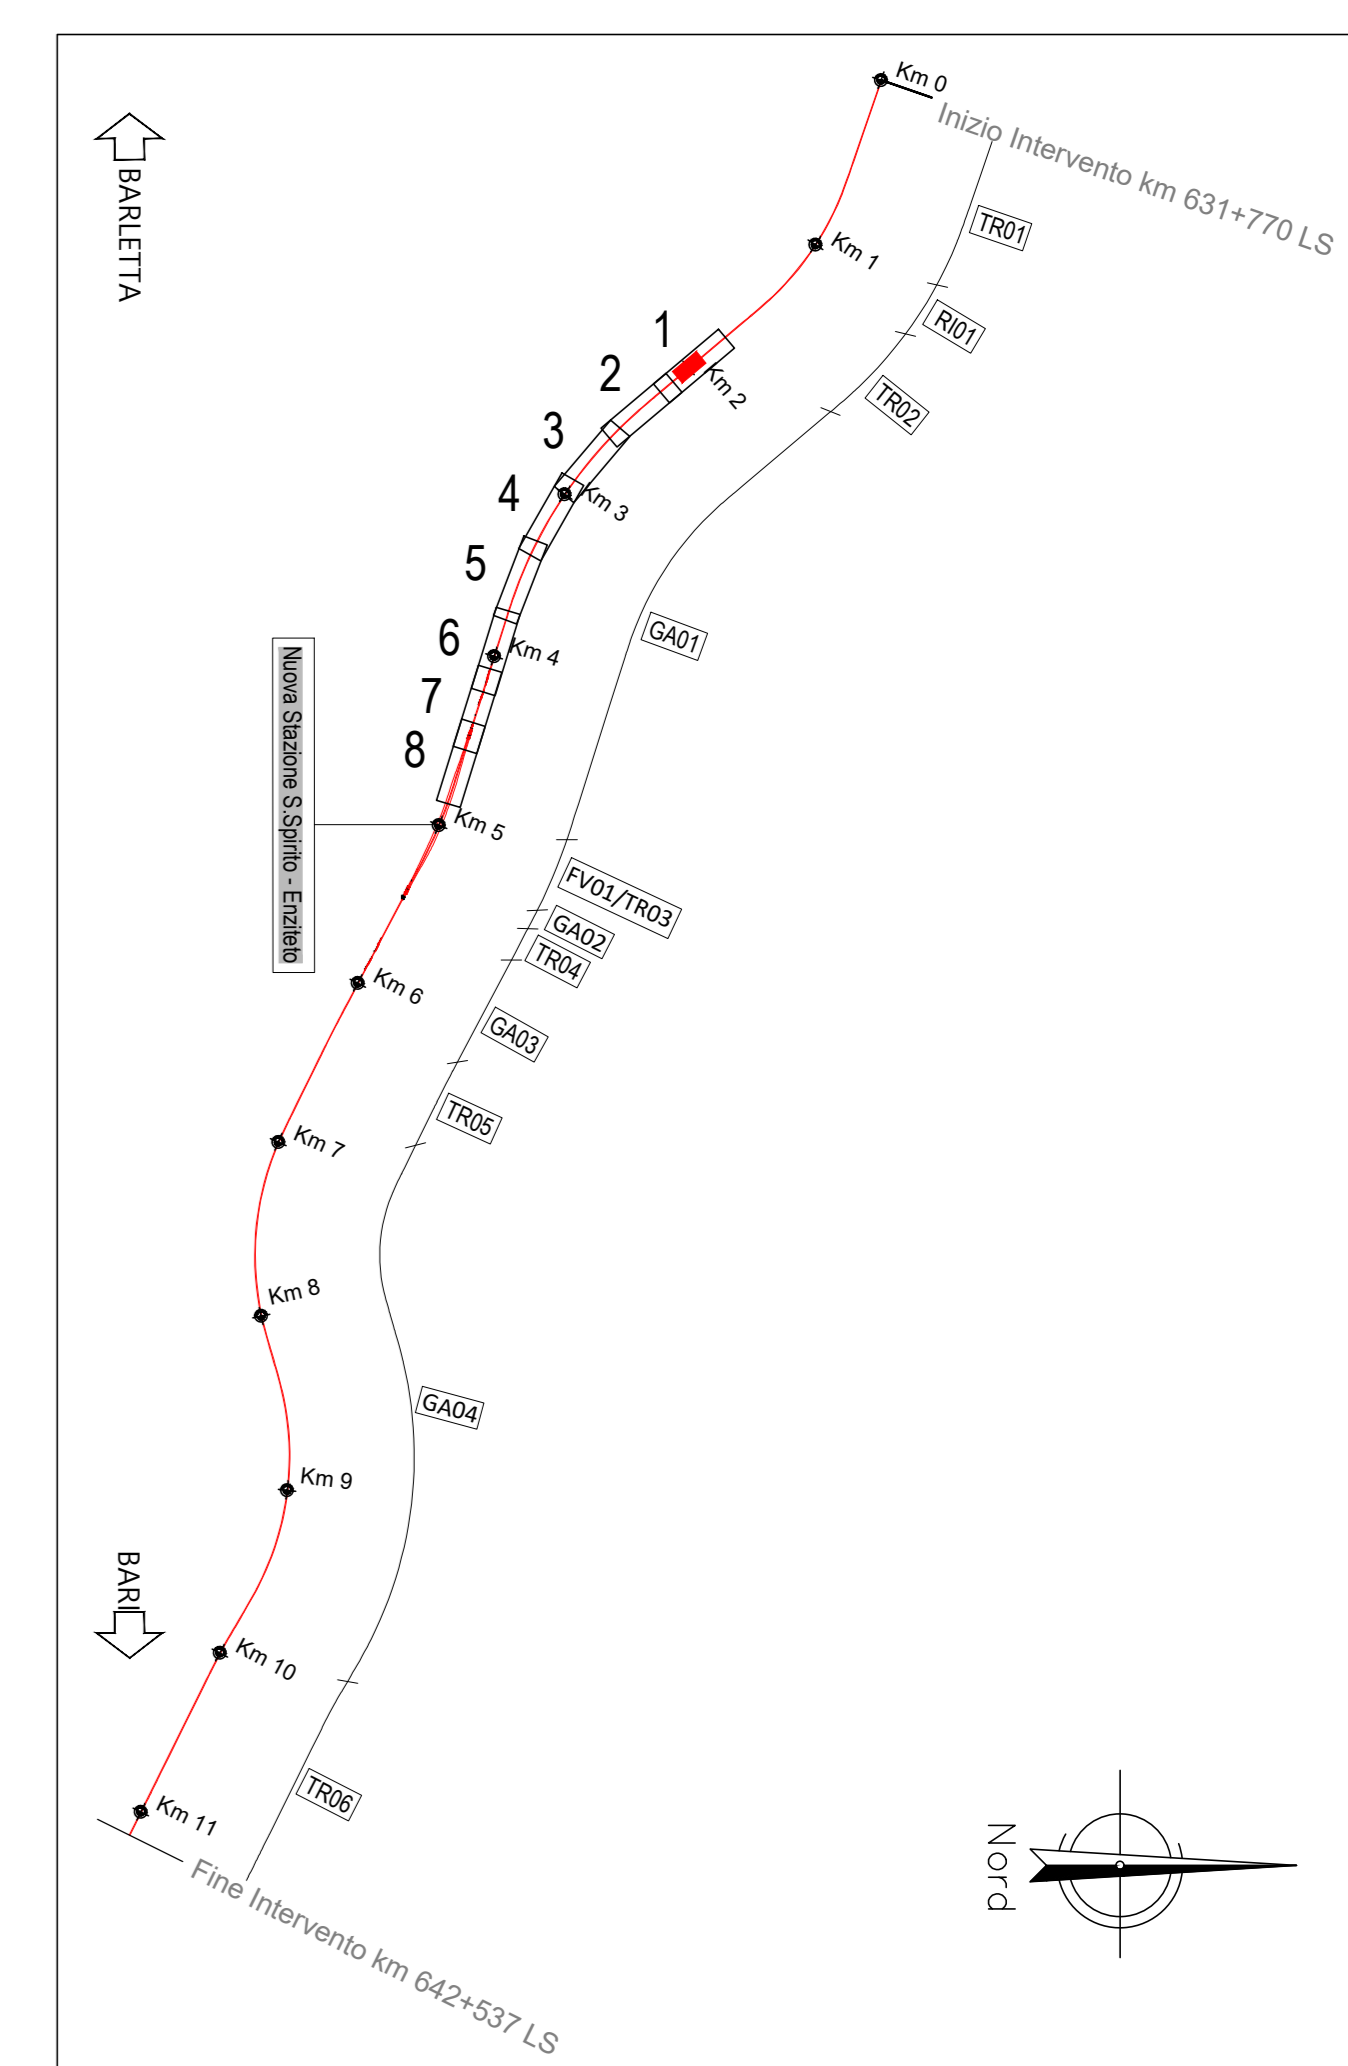 Km 0
Inizio Intervento km 631+770 LS
BARLETTA
TR01
Km 1
RI01
1
Km 2
TR02
2
3
4
Km 3
5
GA01
6
Km 4
7
8
Nuova Stazione S.Spirito - Enziteto
Km 5
FV01/TR03
GA02
TR04
Km 6
GA03
TR05
Km 7
Km 8
GA04
Km 9
BARI
Km 10
TR06
Km 11
Fine Intervento km 642+537 LS
Nord